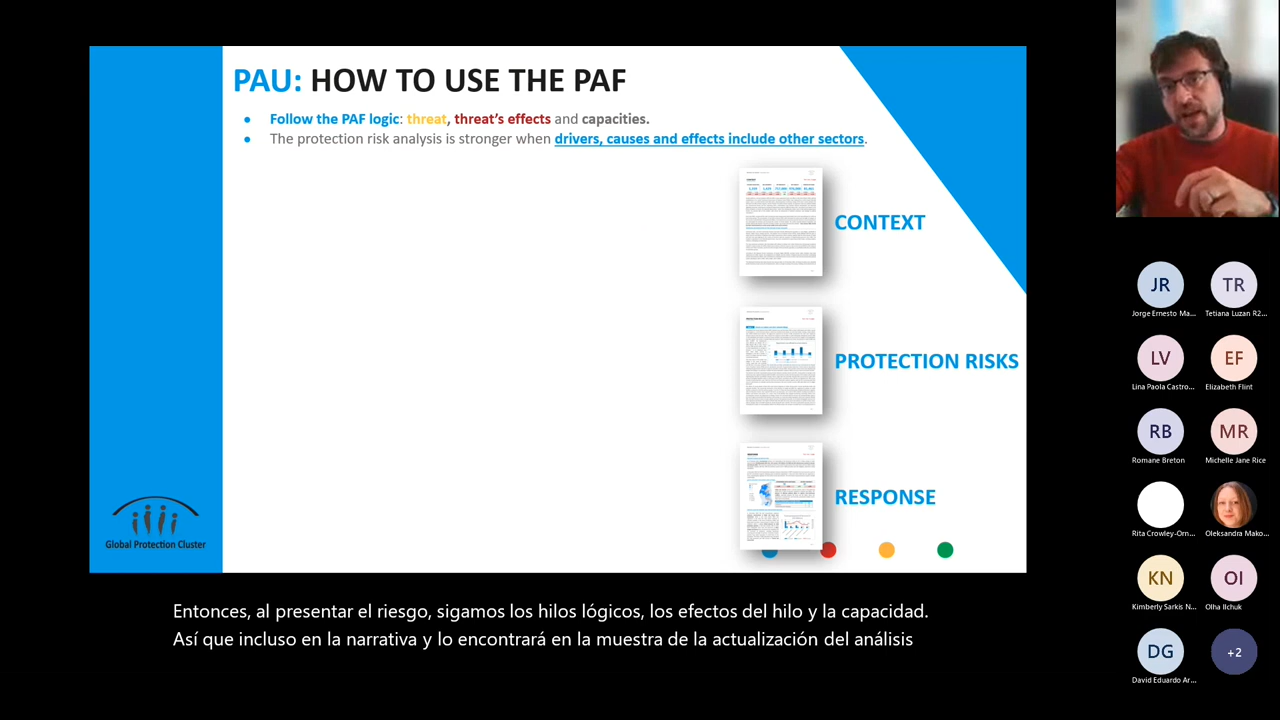 PAU: HOW TO USE THE PAF
● Follow the PAF logic: threat, threat's effects and capacities.
● The protection risk analysis is stronger when drivers, causes and effects include other sectors.
CONTEXT
PROTECTION RISKS
RESPONSE
Global Protection Cluster
Entonces, al presentar el riesgo, sigamos los hilos lógicos, los efectos del hilo y la capacidad.
Así que incluso en la narrativa y lo encontrará en la muestra de la actualización del análisis
JR
TR
Jorge Ernesto Ma...
Tetiana Luzan R2...
LV
EF
Lina Paola Castro...
Elizabeth Flint
RB
MR
Romane Breton
Michelle Jane Rice
Rita Crowley-Orn...
Oleksandra Mako...
KN
OI
Kimberly Sarkis N...
Olha Ilchuk
DG
+2
David Eduardo Ar...